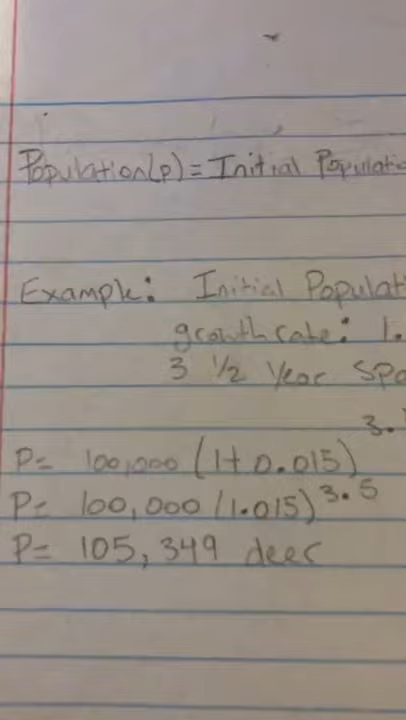 Population(p) = Initial Populatio
Example: Initial Populat
growth rate: 1.
3 1/2 Year Spa
3.
P= 100,000 (1+0.015)
P= 100,000 (1.015)^3.5
P= 105,349 deer